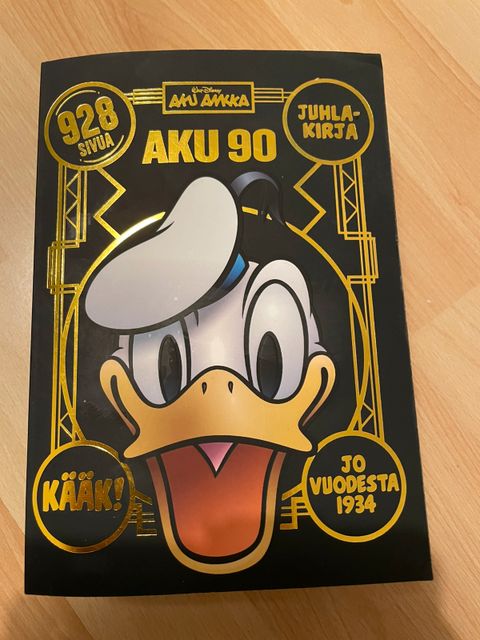 Walt Disney
AKU ANKKA
928
SIVUA
AKU 90
JUHLA-
KIRJA
KÄÄK!
JO
VUODESTA
1934